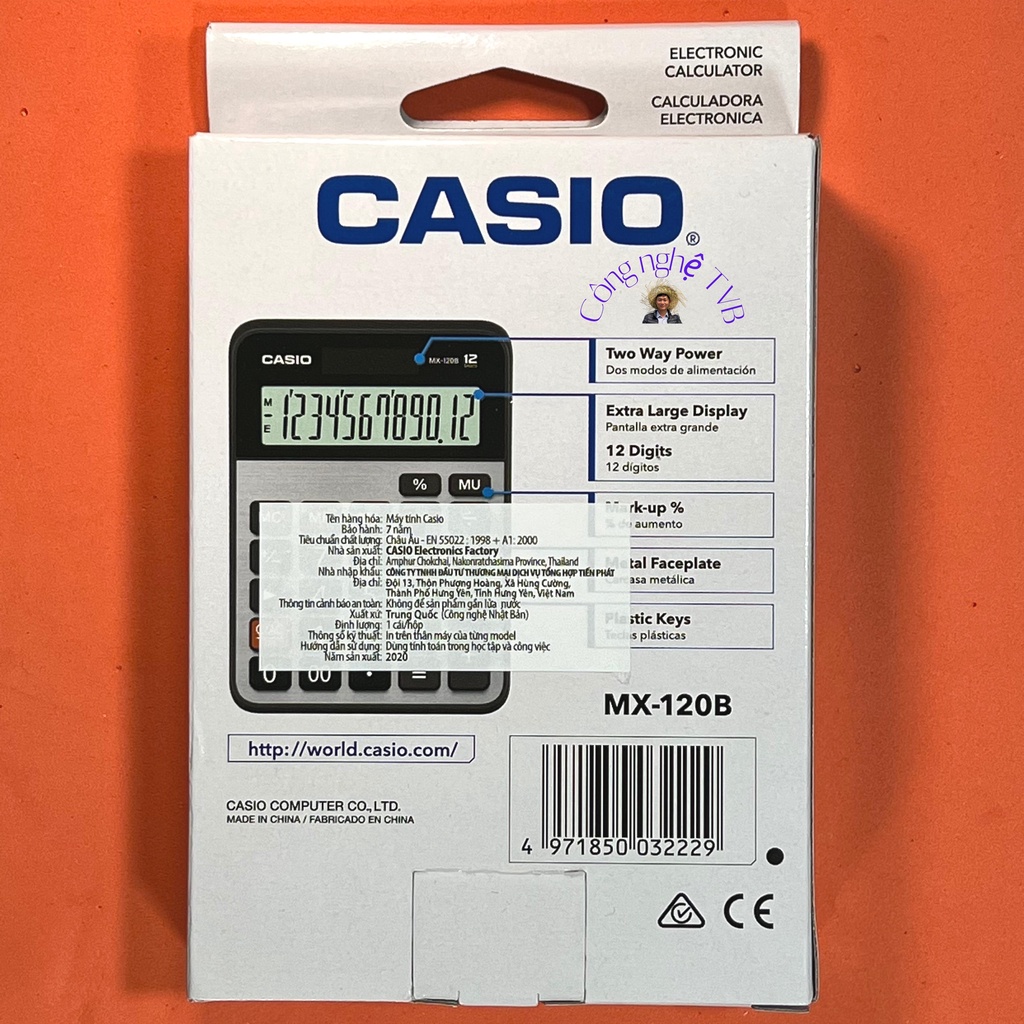 ELECTRONIC
CALCULATOR
CALCULADORA
ELECTRONICA
CASIO®
Công nghệ TVB
CASIO
MX-120B 12
DIGITS
M
E
1234567890.12
% MU
Two Way Power
Dos modos de alimentación
Extra Large Display
Pantalla extra grande
12 Digits
12 dígitos
Mark-up %
% de aumento
Metal Faceplate
Carcasa metálica
Plastic Keys
Teclas plásticas
Tên hàng hóa: Máy tính Casio
Bảo hành: 7 năm
Tiêu chuẩn chất lượng: Châu Âu - EN 55022 : 1998 + A1: 2000
Nhà sản xuất: CASIO Electronics Factory
Địa chỉ: Amphur Chokchai, Nakonratchasima Province, Thailand
Nhà nhập khẩu: CÔNG TY TNHH ĐẦU TƯ THƯƠNG MẠI DỊCH VỤ TỔNG HỢP TIẾN PHÁT
Địa chỉ: Đội 13, Thôn Phượng Hoàng, Xã Hùng Cường,
Thành Phố Hưng Yên, Tỉnh Hưng Yên, Việt Nam
Thông tin cảnh báo an toàn: Không để sản phẩm gần lửa nước
Xuất xứ: Trung Quốc (Công nghệ Nhật Bản)
Định lượng: 1 cái/hộp
Thông số kỹ thuật: In trên thân máy của từng model
Hướng dẫn sử dụng: Dùng tính toán trong học tập và công việc
Năm sản xuất: 2020
0 00 . =
MX-120B
http://world.casio.com/
CASIO COMPUTER CO., LTD.
MADE IN CHINA / FABRICADO EN CHINA
4 971850 032229
CE